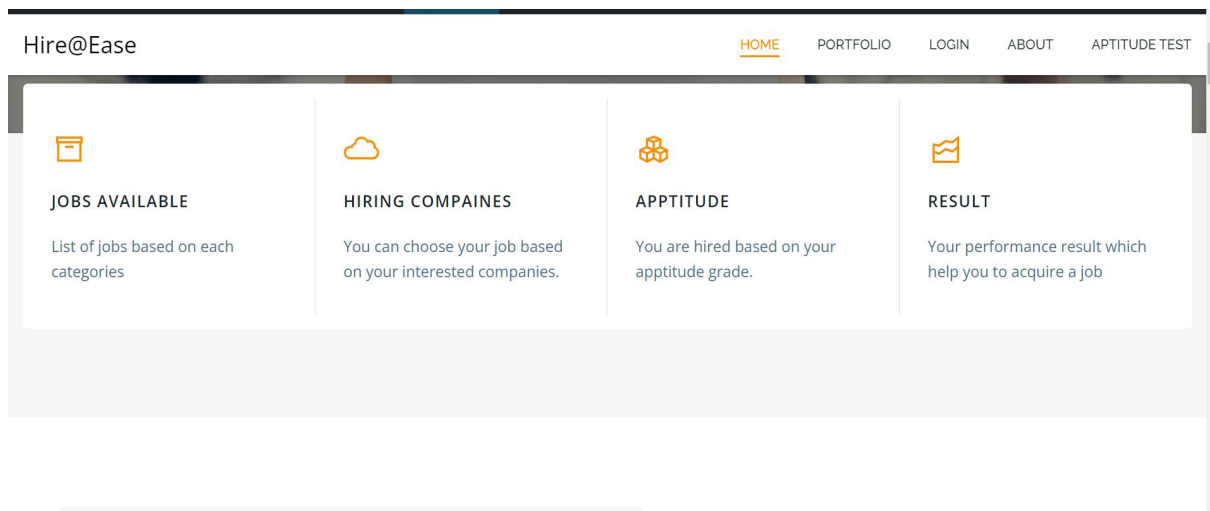 Hire@Ease
HOME PORTFOLIO LOGIN ABOUT APTITUDE TEST
JOBS AVAILABLE
List of jobs based on each
categories
HIRING COMPAINES
You can choose your job based
on your interested companies.
APPTITUDE
You are hired based on your
apptitude grade.
RESULT
Your performance result which
help you to acquire a job